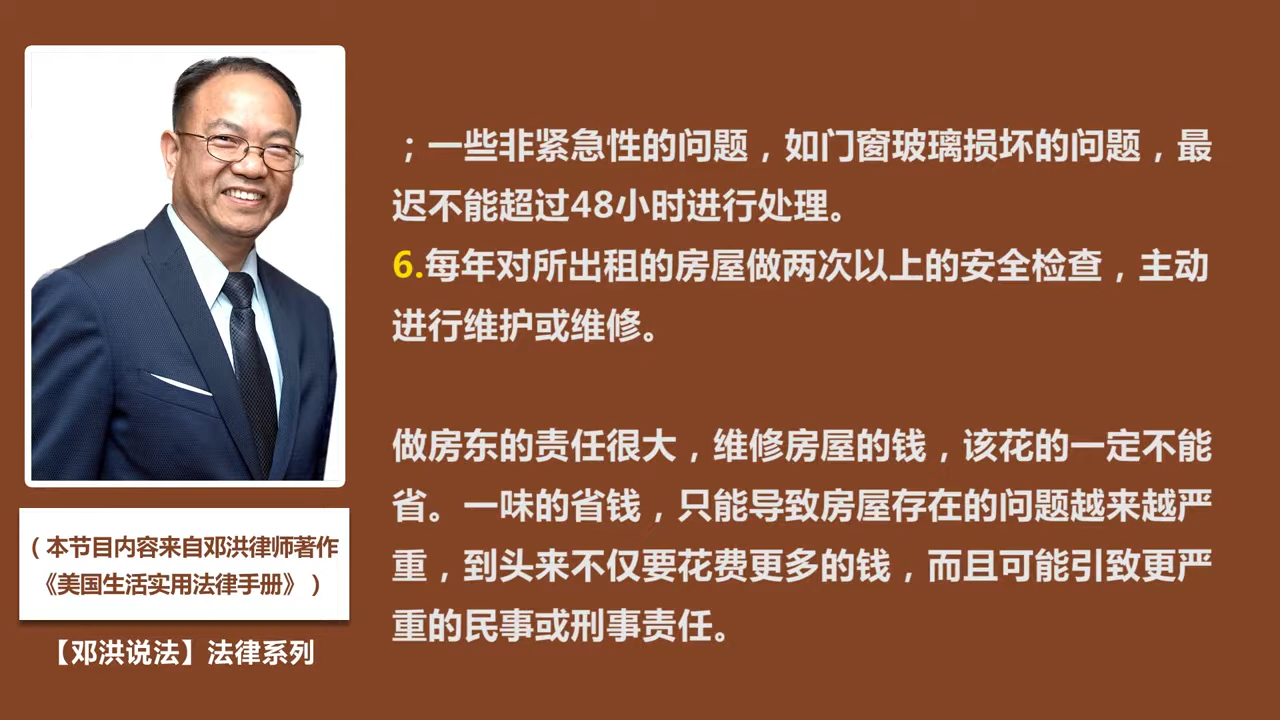 ；一些非紧急性的问题，如门窗玻璃损坏的问题，最
迟不能超过48小时进行处理。
6.每年对所出租的房屋做两次以上的安全检查，主动
进行维护或维修。
做房东的责任很大，维修房屋的钱，该花的一定不能
省。一味的省钱，只能导致房屋存在的问题越来越严
重，到头来不仅要花费更多的钱，而且可能引致更严
重的民事或刑事责任。
（本节目内容来自邓洪律师著作
《美国生活实用法律手册》）
【邓洪说法】法律系列